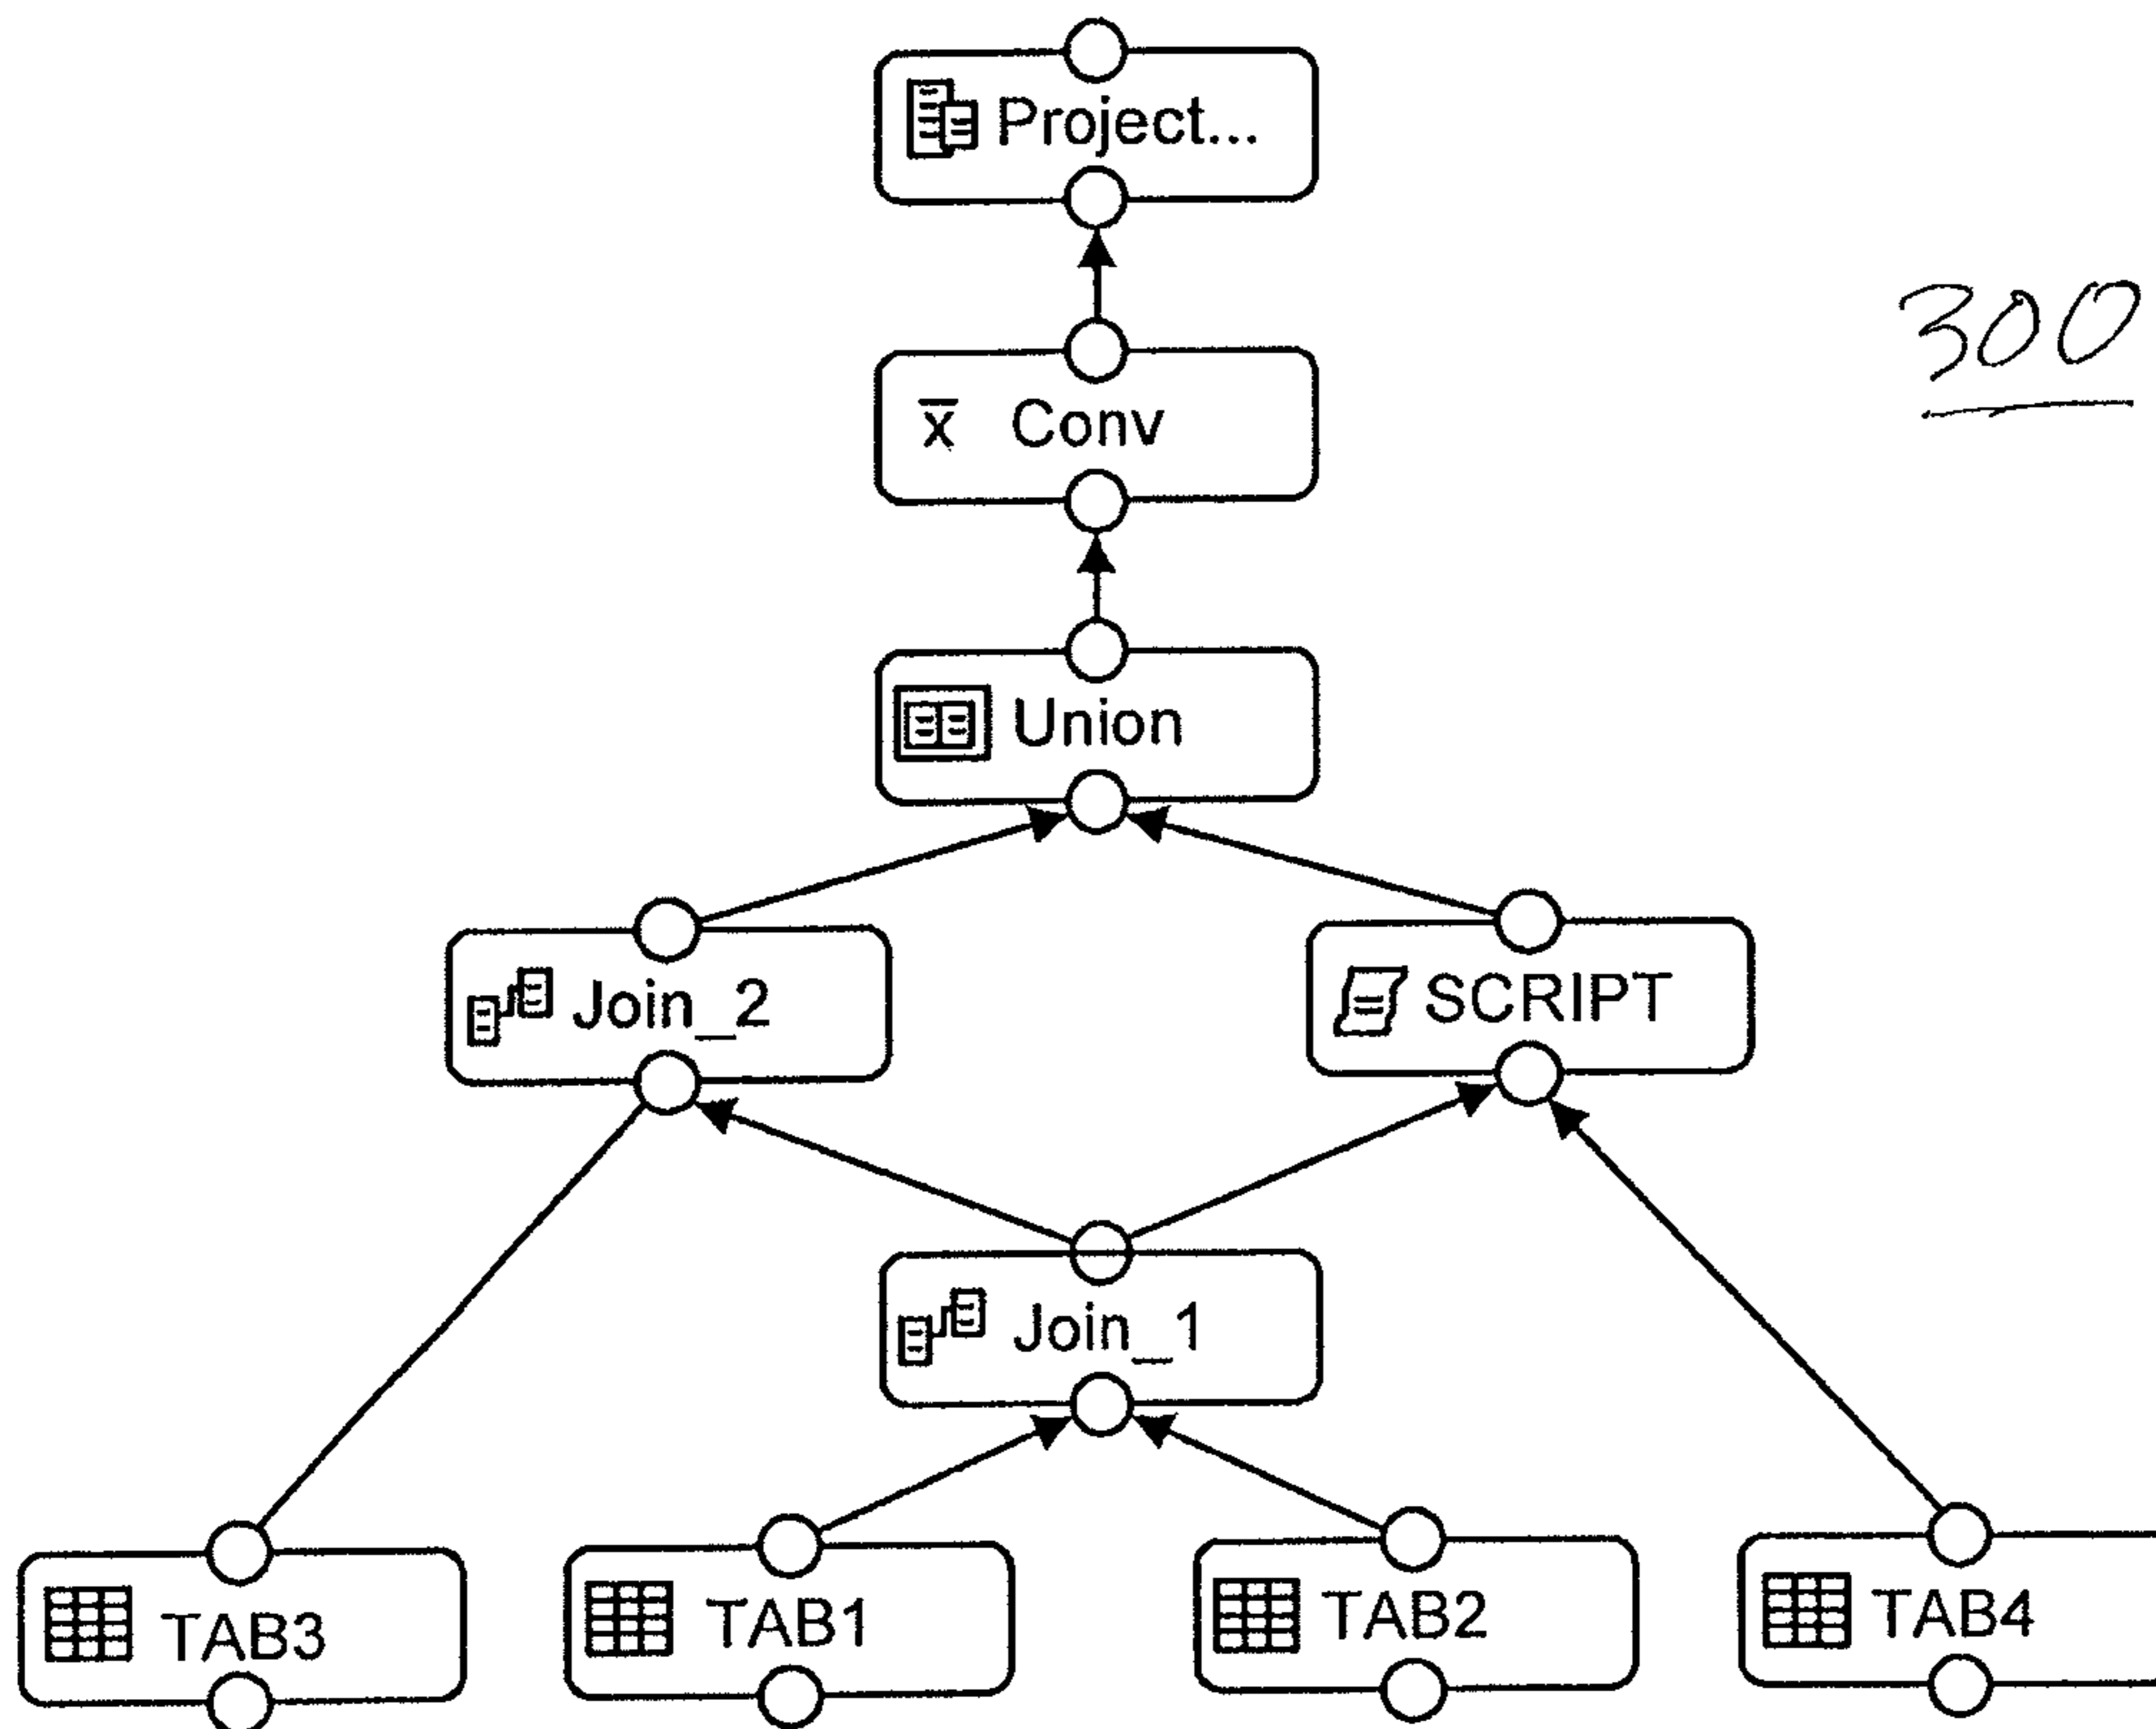 Project...
300
x̅ Conv
Union
Join_2
SCRIPT
Join_1
TAB3
TAB1
TAB2
TAB4